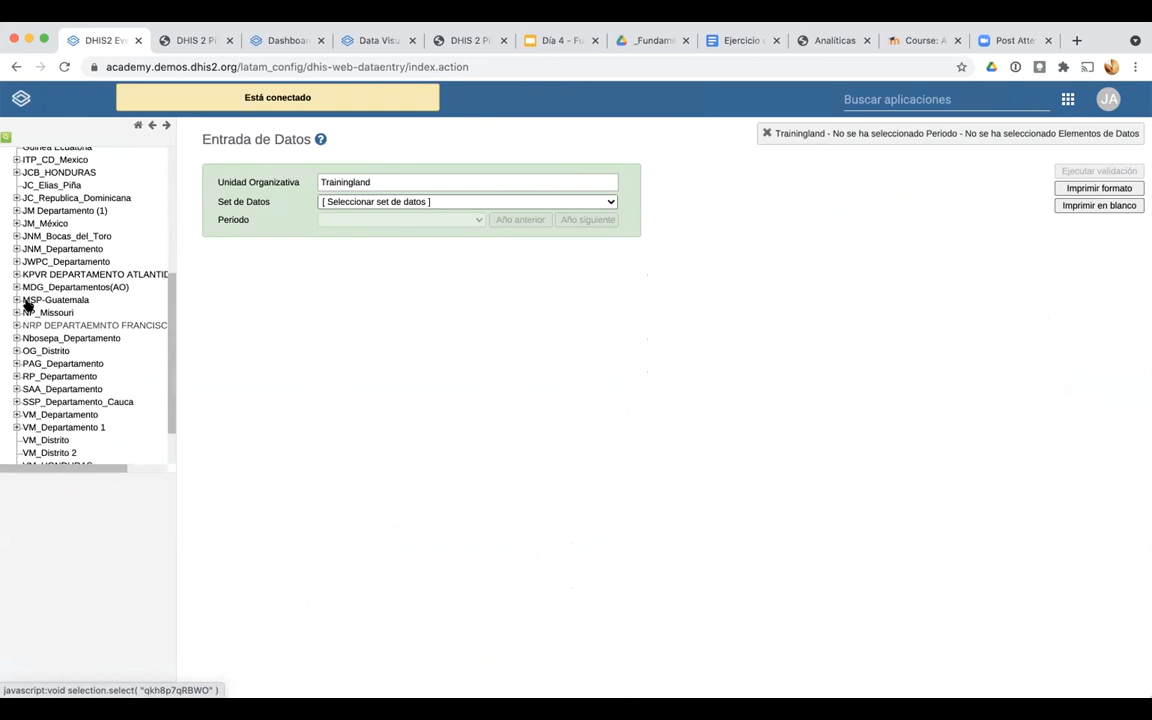 DHIS2 Eve
DHIS 2 Pi
Dashboar
Data Visu
DHIS 2 Pi
Día 4 - Fu
_Fundame
Ejercicio c
Analíticas
Course: A
Post Atte
academy.demos.dhis2.org/latam_config/dhis-web-dataentry/index.action
Está conectado
Buscar aplicaciones
JA
Guinea Ecuatorial
ITP_CD_Mexico
JCB_HONDURAS
JC_Elias_Piña
JC_Republica_Dominicana
JM Departamento (1)
JM_México
JNM_Bocas_del_Toro
JNM_Departamento
JWPC_Departamento
KPVR DEPARTAMENTO ATLANTID
MDG_Departamentos(AO)
MSP-Guatemala
NP_Missouri
NRP DEPARTAEMNTO FRANCISC
Nbosepa_Departamento
OG_Distrito
PAG_Departamento
RP_Departamento
SAA_Departamento
SSP_Departamento_Cauca
VM_Departamento
VM_Departamento 1
VM_Distrito
VM_Distrito 2
VM_HONDURAS
Entrada de Datos
Unidad Organizativa Trainingland
Set de Datos [ Seleccionar set de datos ]
Periodo Año anterior Año siguiente
Trainingland - No se ha seleccionado Periodo - No se ha seleccionado Elementos de Datos
Ejecutar validación
Imprimir formato
Imprimir en blanco
javascript:void selection.select( "qkh8p7qRBWO" )